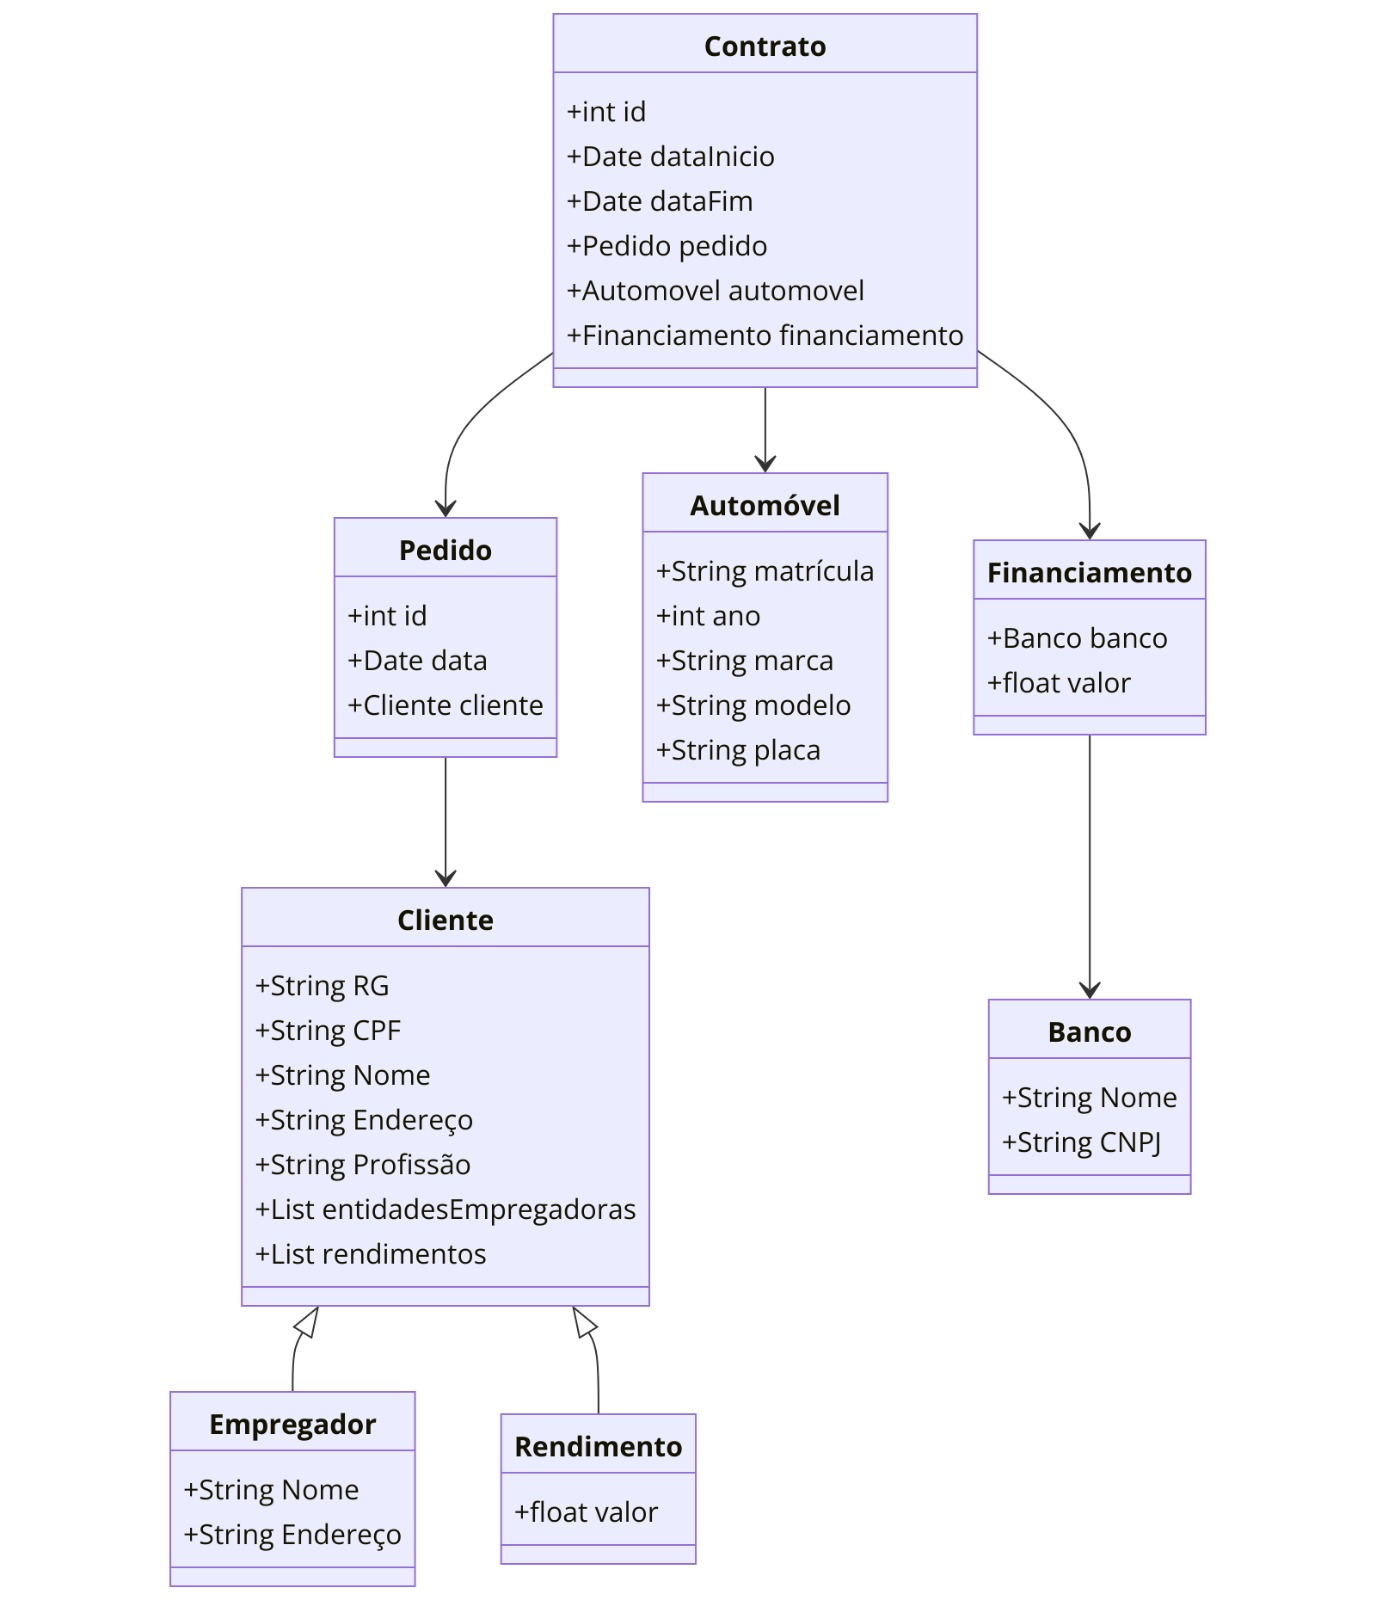 Contrato
+int id
+Date dataInicio
+Date dataFim
+Pedido pedido
+Automovel automovel
+Financiamento financiamento
Pedido
+int id
+Date data
+Cliente cliente
Automóvel
+String matrícula
+int ano
+String marca
+String modelo
+String placa
Financiamento
+Banco banco
+float valor
Cliente
+String RG
+String CPF
+String Nome
+String Endereço
+String Profissão
+List entidadesEmpregadoras
+List rendimentos
Banco
+String Nome
+String CNPJ
Empregador
+String Nome
+String Endereço
Rendimento
+float valor